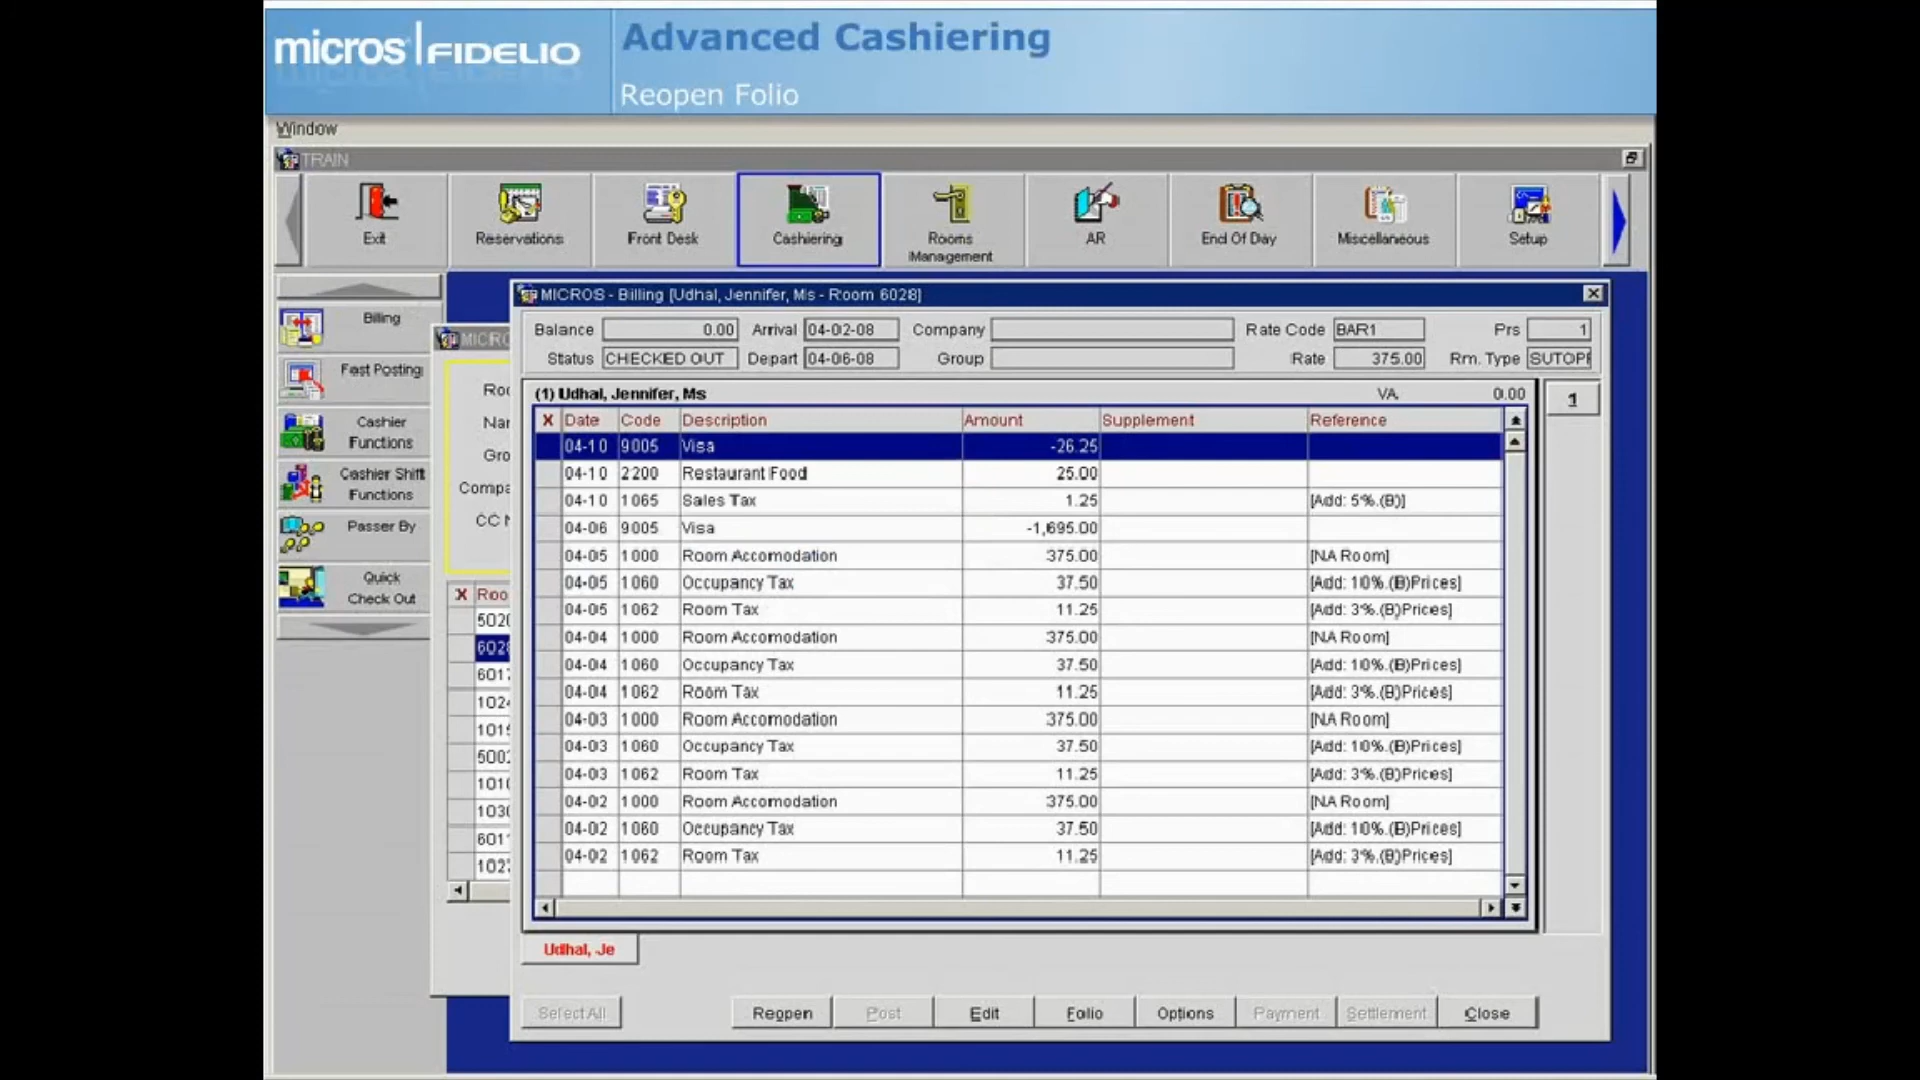 micros FIDELIO
Advanced Cashiering
Reopen Folio
Window
TRAIN
Exit
Reservations
Front Desk
Cashiering
Rooms Management
AR
End Of Day
Miscellaneous
Setup
Billing
Fast Posting
Cashier Functions
Cashier Shift Functions
Passer By
Quick Check Out
MICROS - Billing [Udhal, Jennifer, Ms - Room 6028]
Balance 0.00 Arrival 04-02-08 Company Rate Code BAR1 Prs 1
Status CHECKED OUT Depart 04-06-08 Group Rate 375.00 Rm. Type
(1) Udhal, Jennifer, Ms VA 0.00 1
X Date Code Description Amount Supplement Reference
04-10 9005 Visa -26.25
04-10 2200 Restaurant Food 25.00
04-10 1065 Sales Tax 1.25 [Add: 5%.(B)]
04-06 9005 Visa -1,695.00
04-05 1000 Room Accomodation 375.00 [NA Room]
04-05 1060 Occupancy Tax 37.50 [Add: 10%.(B)Prices]
04-05 1062 Room Tax 11.25 [Add: 3%.(B)Prices]
04-04 1000 Room Accomodation 375.00 [NA Room]
04-04 1060 Occupancy Tax 37.50 [Add: 10%.(B)Prices]
04-04 1062 Room Tax 11.25 [Add: 3%.(B)Prices]
04-03 1000 Room Accomodation 375.00 [NA Room]
04-03 1060 Occupancy Tax 37.50 [Add: 10%.(B)Prices]
04-03 1062 Room Tax 11.25 [Add: 3%.(B)Prices]
04-02 1000 Room Accomodation 375.00 [NA Room]
04-02 1060 Occupancy Tax 37.50 [Add: 10%.(B)Prices]
04-02 1062 Room Tax 11.25 [Add: 3%.(B)Prices]
Udhal, Je
Select All Reopen Post Edit Folio Options Payment Settlement Close